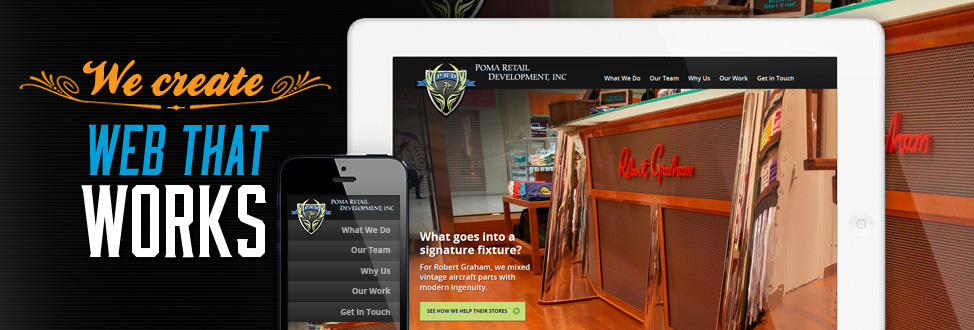 We create
WEB THAT
WORKS
PRD
POMA RETAIL
DEVELOPMENT, INC
What We Do
Our Team
Why Us
Our Work
Get in Touch
Robert Graham
What goes into a
signature fixture?
For Robert Graham, we mixed
vintage aircraft parts with
modern ingenuity.
SEE HOW WE HELP THEIR STORES
PRD
POMA RETAIL
DEVELOPMENT, INC
What We Do
Our Team
Why Us
Our Work
Get In Touch
Graham